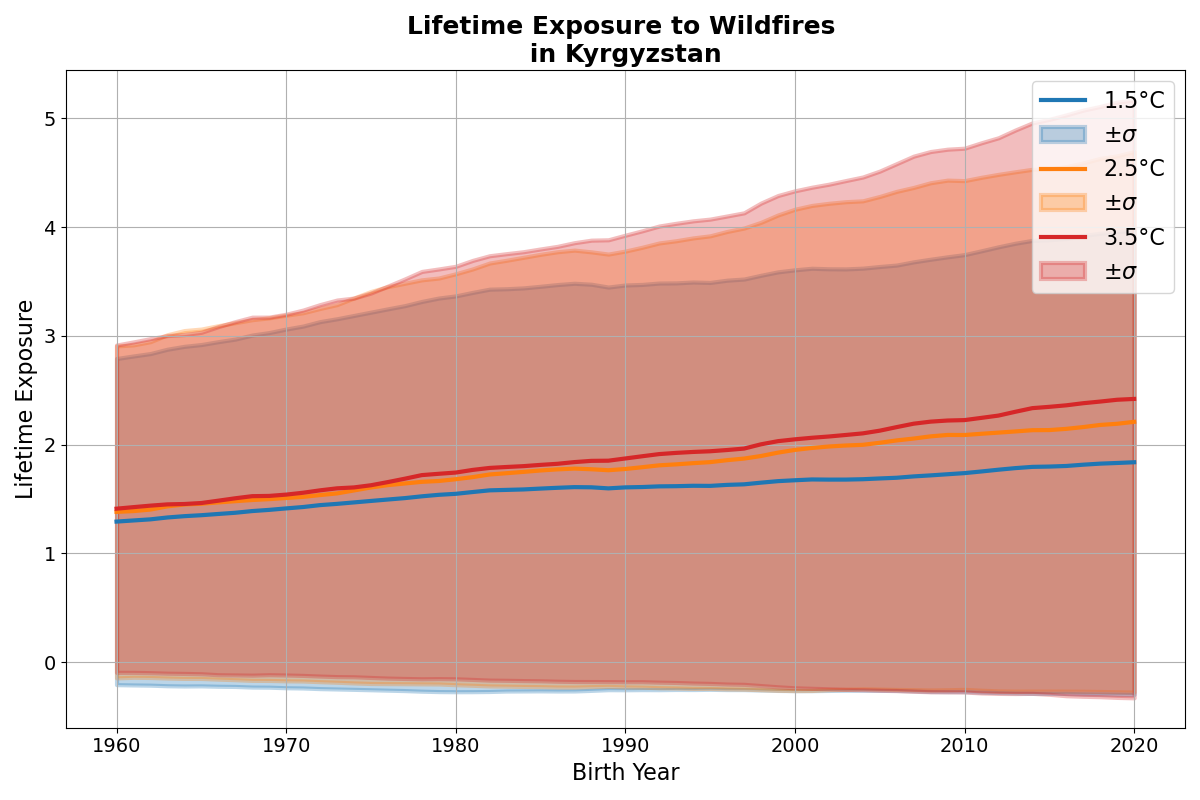 Lifetime Exposure to Wildfires
in Kyrgyzstan
1.5°C
±σ
2.5°C
±σ
3.5°C
±σ
Lifetime Exposure
5
4
3
2
1
0
1960
1970
1980
1990
2000
2010
2020
Birth Year